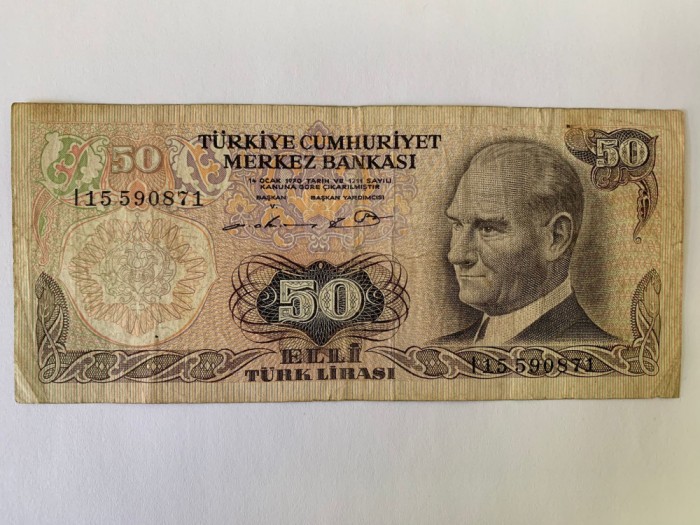 50
TÜRKİYE CUMHURİYET
MERKEZ BANKASI
50
14 OCAK 1970 TARİH VE 1211 SAYILI
KANUNA GÖRE ÇIKARILMIŞTIR
BAŞKAN BAŞKAN YARDIMCISI
I15 590871
50
ELLİ
TÜRK LİRASI
I15 590871